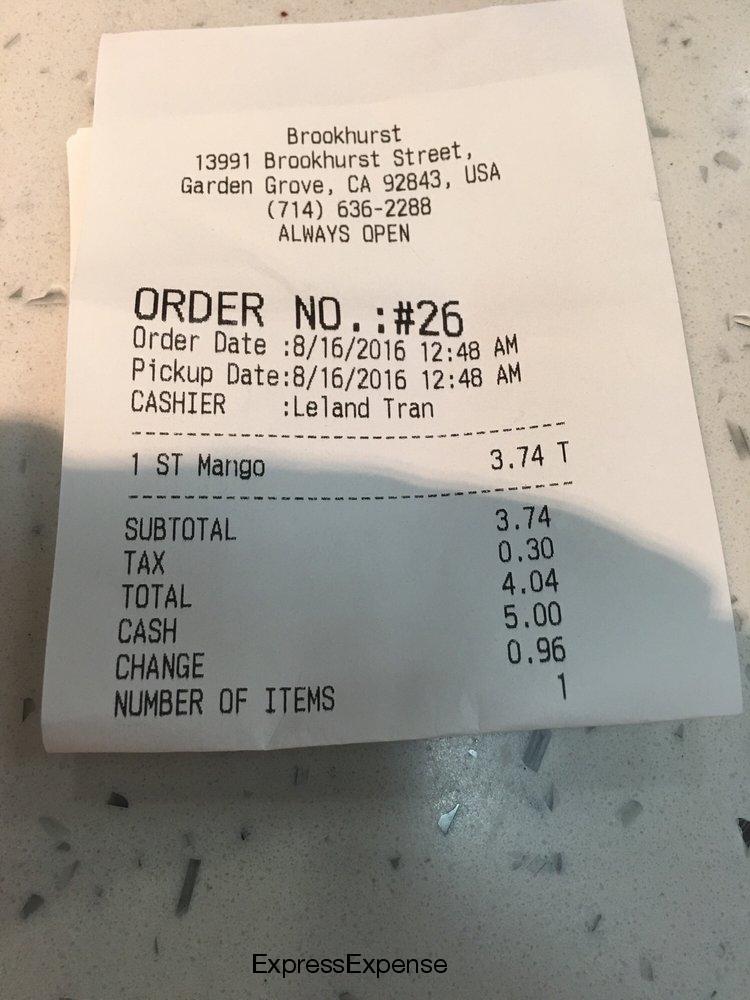 Brookhurst
13991 Brookhurst Street,
Garden Grove, CA 92843, USA
(714) 636-2288
ALWAYS OPEN
ORDER NO.:#26
Order Date :8/16/2016 12:48 AM
Pickup Date:8/16/2016 12:48 AM
CASHIER :Leland Tran
1 ST Mango 3.74 T
SUBTOTAL 3.74
TAX 0.30
TOTAL 4.04
CASH 5.00
CHANGE 0.96
NUMBER OF ITEMS 1
ExpressExpense